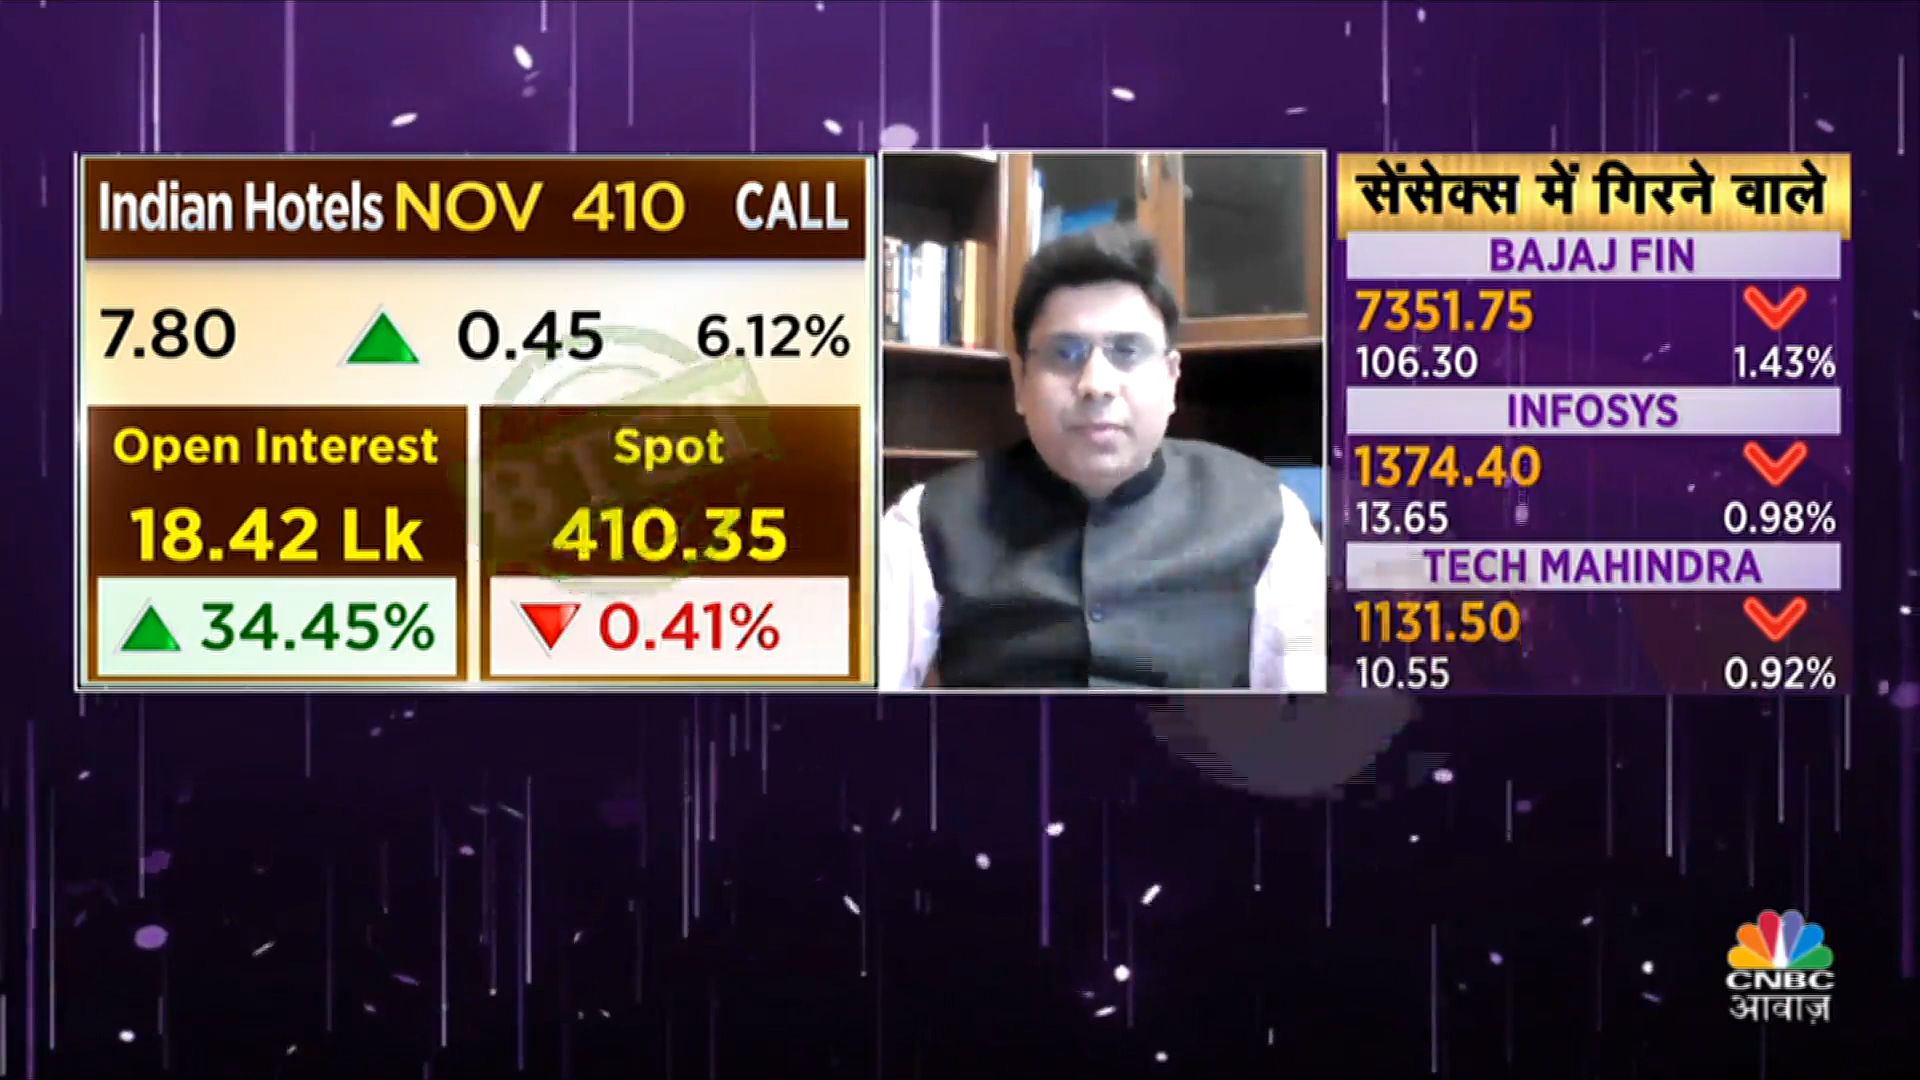 Indian Hotels NOV 410 CALL
7.80 0.45 6.12%
Open Interest
18.42 Lk
34.45%
Spot
410.35
0.41%
सेंसेक्स में गिरने वाले
BAJAJ FIN
7351.75
106.30 1.43%
INFOSYS
1374.40
13.65 0.98%
TECH MAHINDRA
1131.50
10.55 0.92%
CNBC
आवाज़